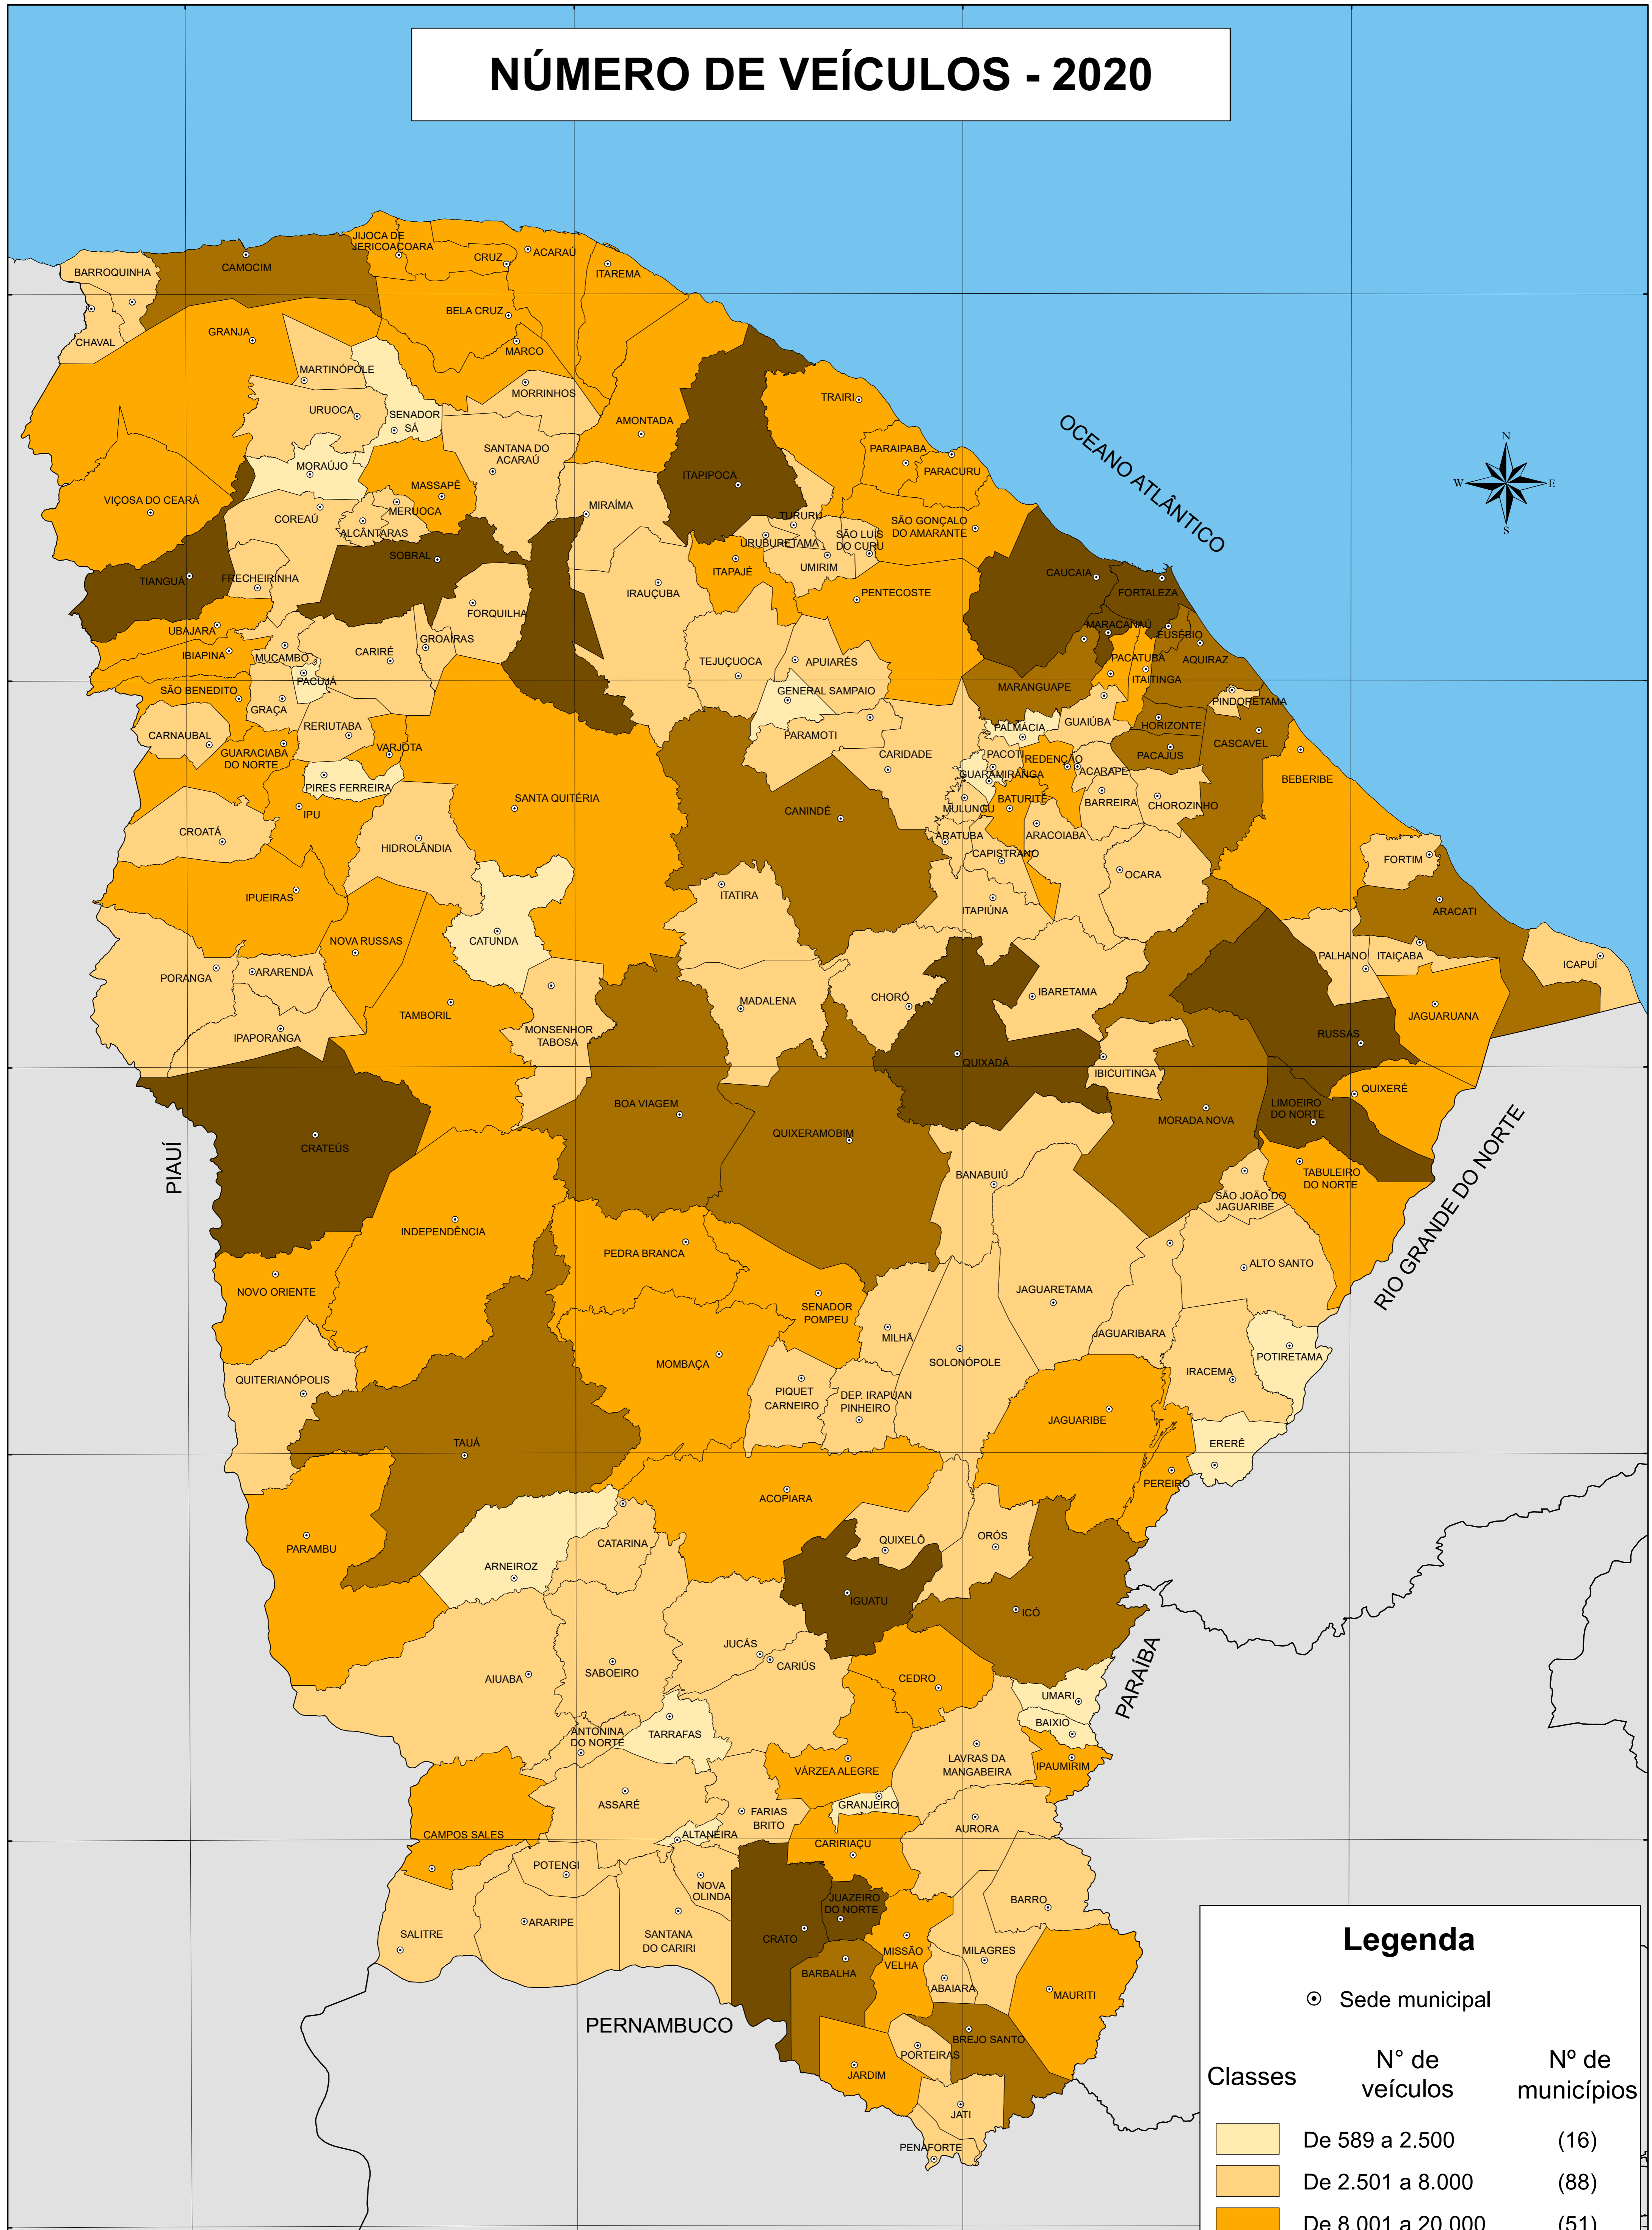 NÚMERO DE VEÍCULOS - 2020
JIJOCA DE
JERICOACOARA
CRUZ
ACARAÚ
ITAREMA
BARROQUINHA
CAMOCIM
CHAVAL
GRANJA
BELA CRUZ
MARCO
MARTINÓPOLE
MORRINHOS
URUOCA
SENADOR
SÁ
AMONTADA
TRAIRI
OCEANO ATLÂNTICO
N
W
E
S
SANTANA DO
ACARAÚ
MORAÚJO
ITAPIPOCA
PARAIPABA
PARACURU
VIÇOSA DO CEARÁ
MASSAPÊ
MERUOCA
MIRAÍMA
COREAÚ
ALCÂNTARAS
TURURU
URUBURETAMA
SÃO LUÍS
DO CURU
SÃO GONÇALO
DO AMARANTE
SOBRAL
TIANGUÁ
FRECHEIRINHA
ITAPAJÉ
UMIRIM
CAUCAIA
FORTALEZA
IRAUÇUBA
PENTECOSTE
FORQUILHA
UBAJARA
MARACANAÚ
EUSÉBIO
IBIAPINA
MUCAMBO
CARIRÉ
GROAÍRAS
TEJUÇUOCA
APUIARÉS
PACATUBA
AQUIRAZ
ITAITINGA
PACUJÁ
SÃO BENEDITO
GENERAL SAMPAIO
MARANGUAPE
PINDORETAMA
GRAÇA
RERIUTABA
GUAIÚBA
HORIZONTE
CARNAUBAL
PARAMOTI
PALMÁCIA
CASCAVEL
GUARACIABA
DO NORTE
VARJOTA
CARIDADE
PACOTI
REDENÇÃO
PACAJUS
GUARAMIRANGA
ACARAPE
BEBERIBE
PIRES FERREIRA
IPU
SANTA QUITÉRIA
CANINDÉ
MULUNGU
BATURITÉ
BARREIRA
CHOROZINHO
CROATÁ
HIDROLÂNDIA
ARATUBA
ARACOIABA
CAPISTRANO
FORTIM
OCARA
IPUEIRAS
ITATIRA
ITAPIÚNA
ARACATI
NOVA RUSSAS
CATUNDA
PALHANO
ITAIÇABA
ICAPUÍ
PORANGA
ARARENDÁ
MADALENA
CHORÓ
IBARETAMA
TAMBORIL
JAGUARUANA
IPAPORANGA
MONSENHOR
TABOSA
RUSSAS
QUIXADÁ
IBICUITINGA
QUIXERÉ
BOA VIAGEM
LIMOEIRO
DO NORTE
MORADA NOVA
QUIXERAMOBIM
CRATEÚS
PIAUÍ
BANABUIÚ
TABULEIRO
DO NORTE
SÃO JOÃO DO
JAGUARIBE
RIO GRANDE DO NORTE
INDEPENDÊNCIA
PEDRA BRANCA
ALTO SANTO
NOVO ORIENTE
JAGUARETAMA
SENADOR
POMPEU
JAGUARIBARA
MILHÃ
POTIRETAMA
SOLONÓPOLE
MOMBAÇA
IRACEMA
QUITERIANÓPOLIS
PIQUET
CARNEIRO
DEP. IRAPUAN
PINHEIRO
JAGUARIBE
TAUÁ
ERERÊ
PEREIRO
ACOPIARA
ORÓS
QUIXELÔ
PARAMBU
CATARINA
ARNEIROZ
IGUATU
ICÓ
JUCÁS
CARIÚS
PARAÍBA
AIUABA
SABOEIRO
CEDRO
UMARI
BAIXIO
ANTONINA
DO NORTE
TARRAFAS
LAVRAS DA
MANGABEIRA
IPAUMIRIM
VÁRZEA ALEGRE
ASSARÉ
GRANJEIRO
FARIAS
BRITO
AURORA
CAMPOS SALES
ALTANEIRA
CARIRIAÇU
POTENGI
NOVA
OLINDA
JUAZEIRO
DO NORTE
BARRO
ARARIPE
SALITRE
SANTANA
DO CARIRI
CRATO
MISSÃO
VELHA
MILAGRES
BARBALHA
ABAIARA
MAURITI
PERNAMBUCO
BREJO SANTO
PORTEIRAS
JARDIM
JATI
PENAFORTE
Legenda
Sede municipal
Classes
N° de
veículos
Nº de
municípios
De 589 a 2.500 (16)
De 2.501 a 8.000 (88)
De 8.001 a 20.000 (51)